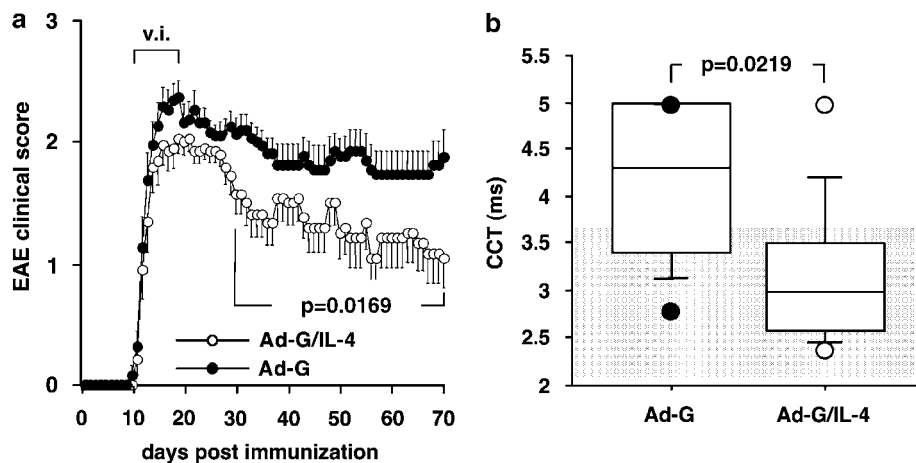 a
v.i.
3
2
1
0
EAE clinical score
p=0.0169
Ad-G/IL-4
Ad-G
0 10 20 30 40 50 60 70
days post immunization
b
5.5
5
4.5
4
3.5
3
2.5
2
CCT (ms)
p=0.0219
Ad-G Ad-G/IL-4